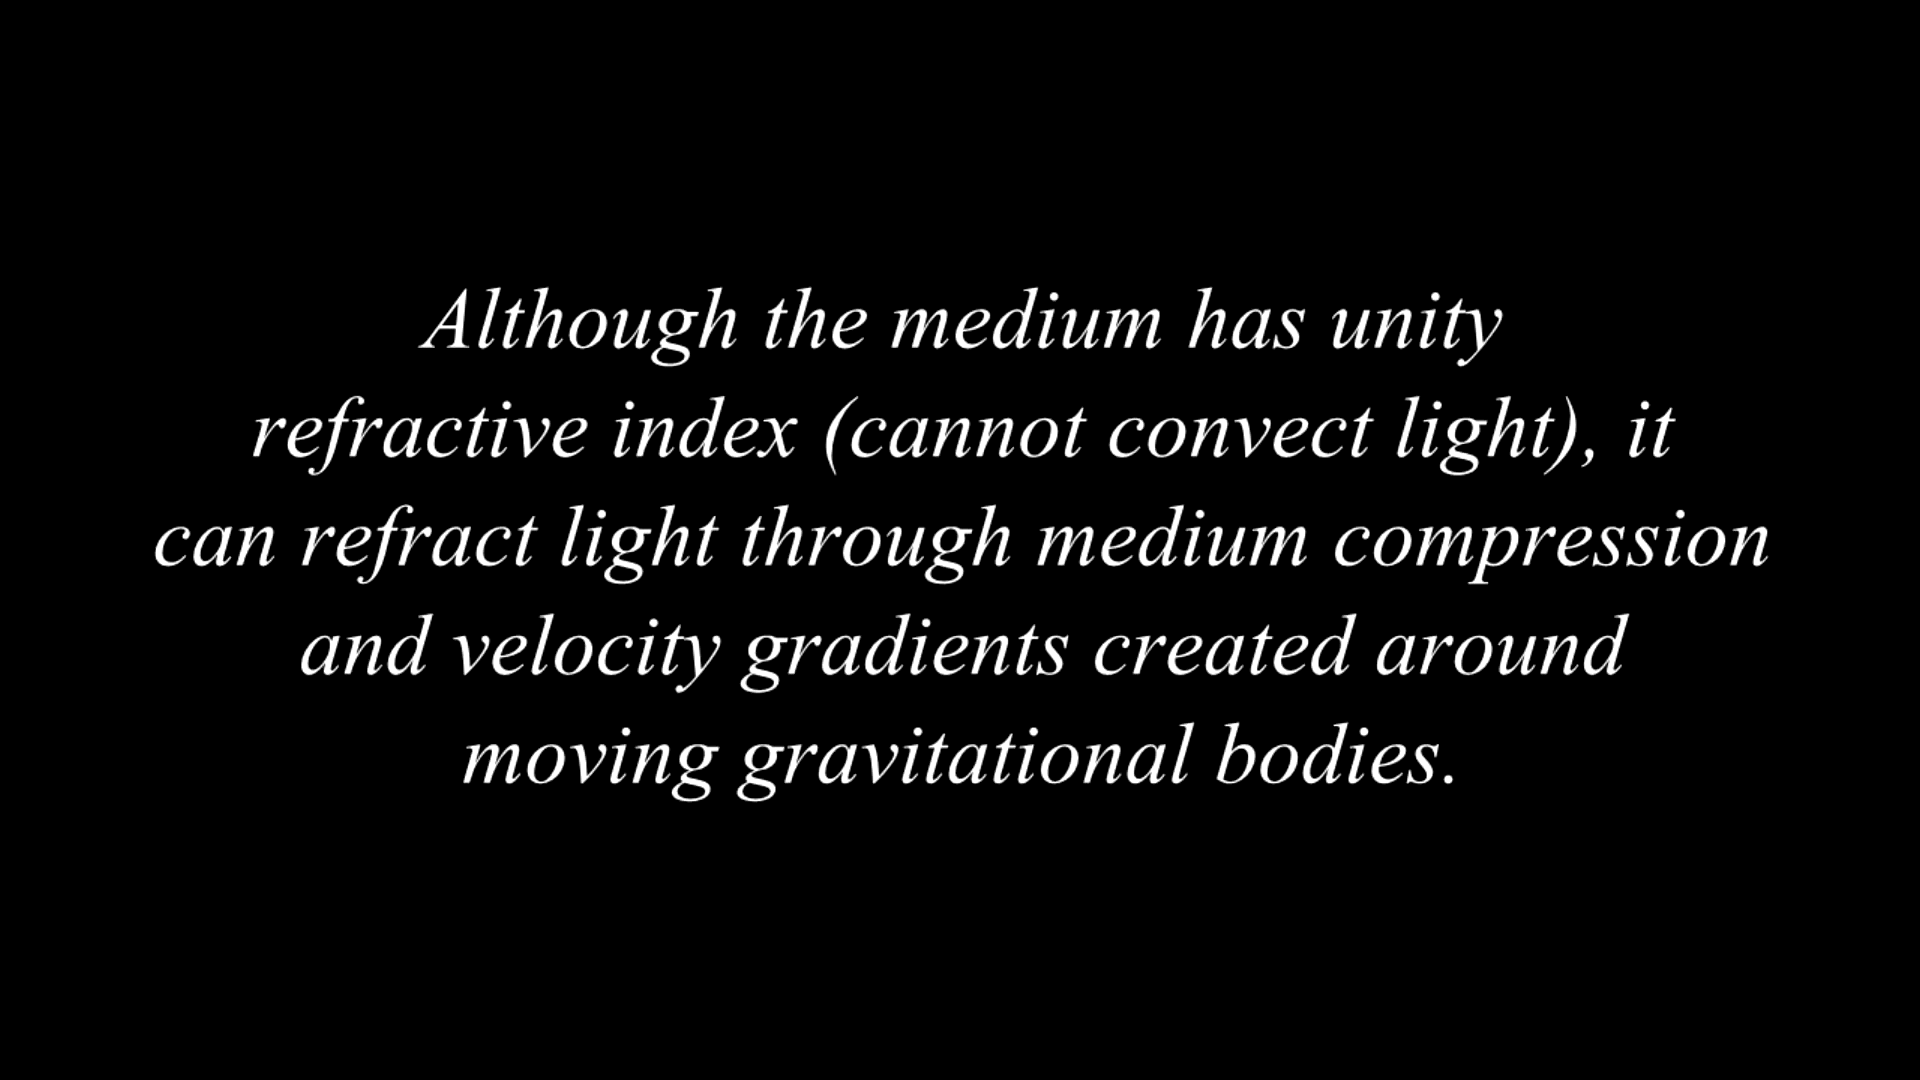 Although the medium has unity
refractive index (cannot convect light), it
can refract light through medium compression
and velocity gradients created around
moving gravitational bodies.